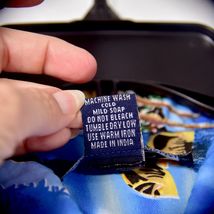 MACHINE WASH
COLD
MILD SOAP
DO NOT BLEACH
TUMBLE DRY LOW
USE WARM IRON
MADE IN INDIA